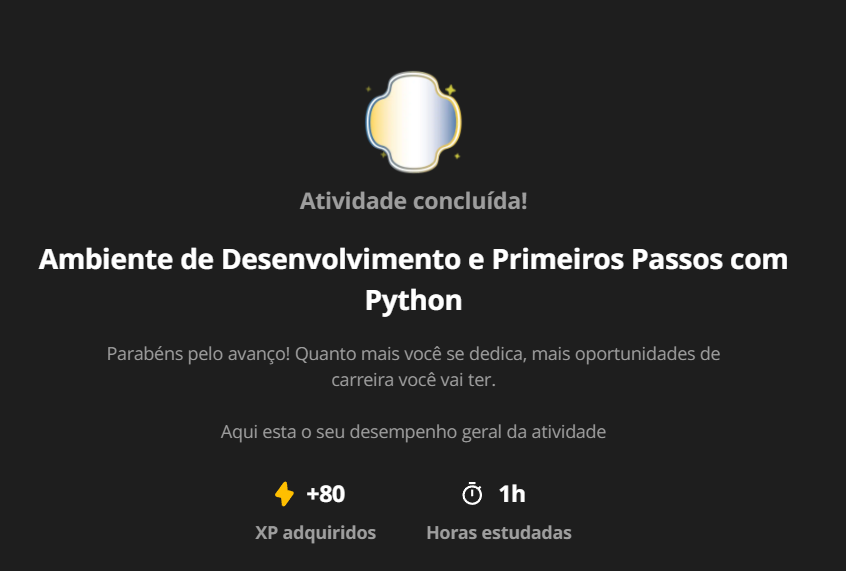 Atividade concluída!
Ambiente de Desenvolvimento e Primeiros Passos com
Python
Parabéns pelo avanço! Quanto mais você se dedica, mais oportunidades de
carreira você vai ter.
Aqui esta o seu desempenho geral da atividade
+80 1h
XP adquiridos Horas estudadas